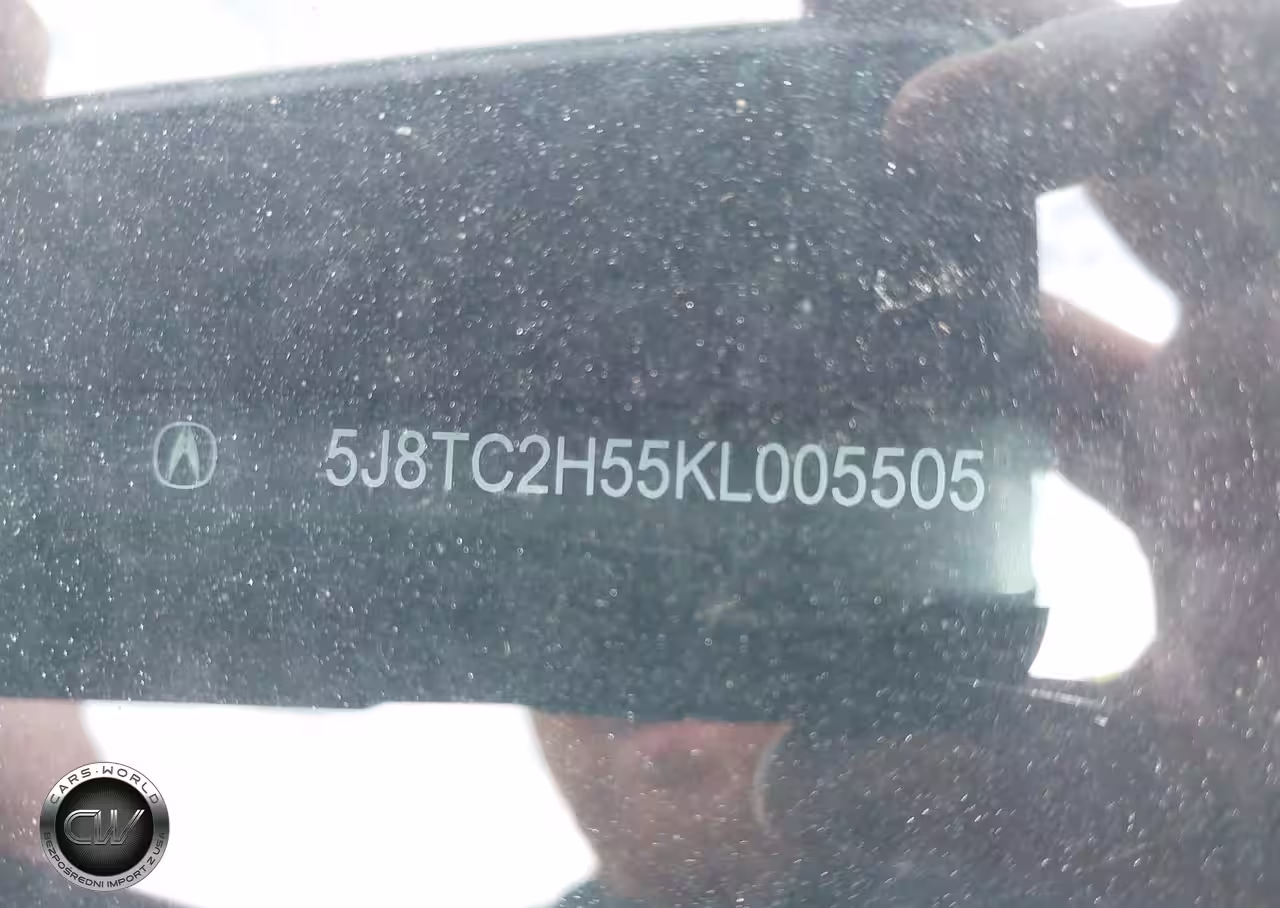 5J8TC2H55KL005505
CARS·WORLD
CW
BEZPOŚREDNI IMPORT Z USA